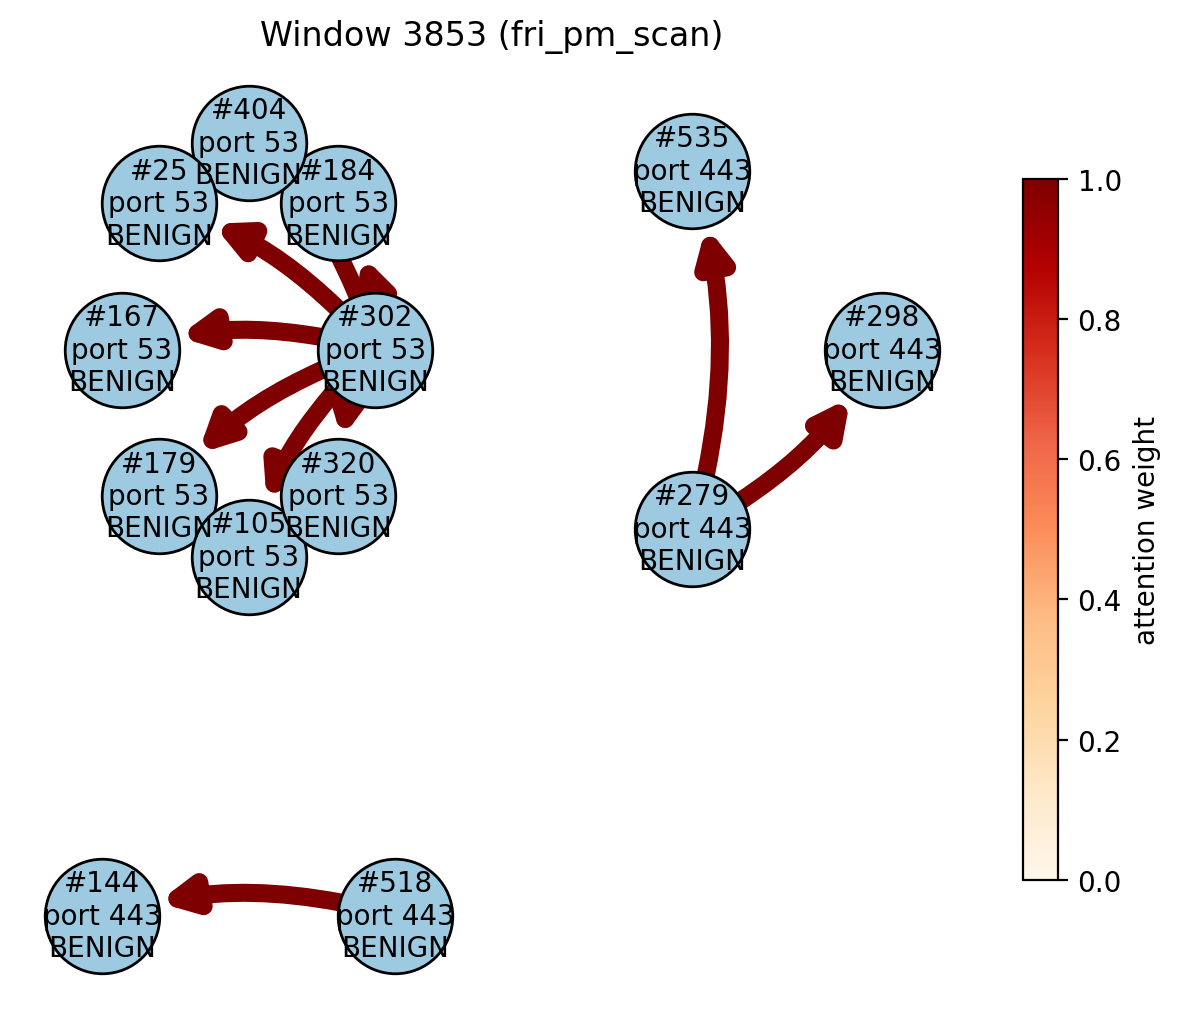 Window 3853 (fri_pm_scan)
#404
port 53
BENIGN
#25
port 53
BENIGN
#184
port 53
BENIGN
#167
port 53
BENIGN
#302
port 53
BENIGN
#179
port 53
BENIGN
#105
port 53
BENIGN
#320
port 53
BENIGN
#535
port 443
BENIGN
#298
port 443
BENIGN
#279
port 443
BENIGN
#144
port 443
BENIGN
#518
port 443
BENIGN
1.0
0.8
0.6
0.4
0.2
0.0
attention weight